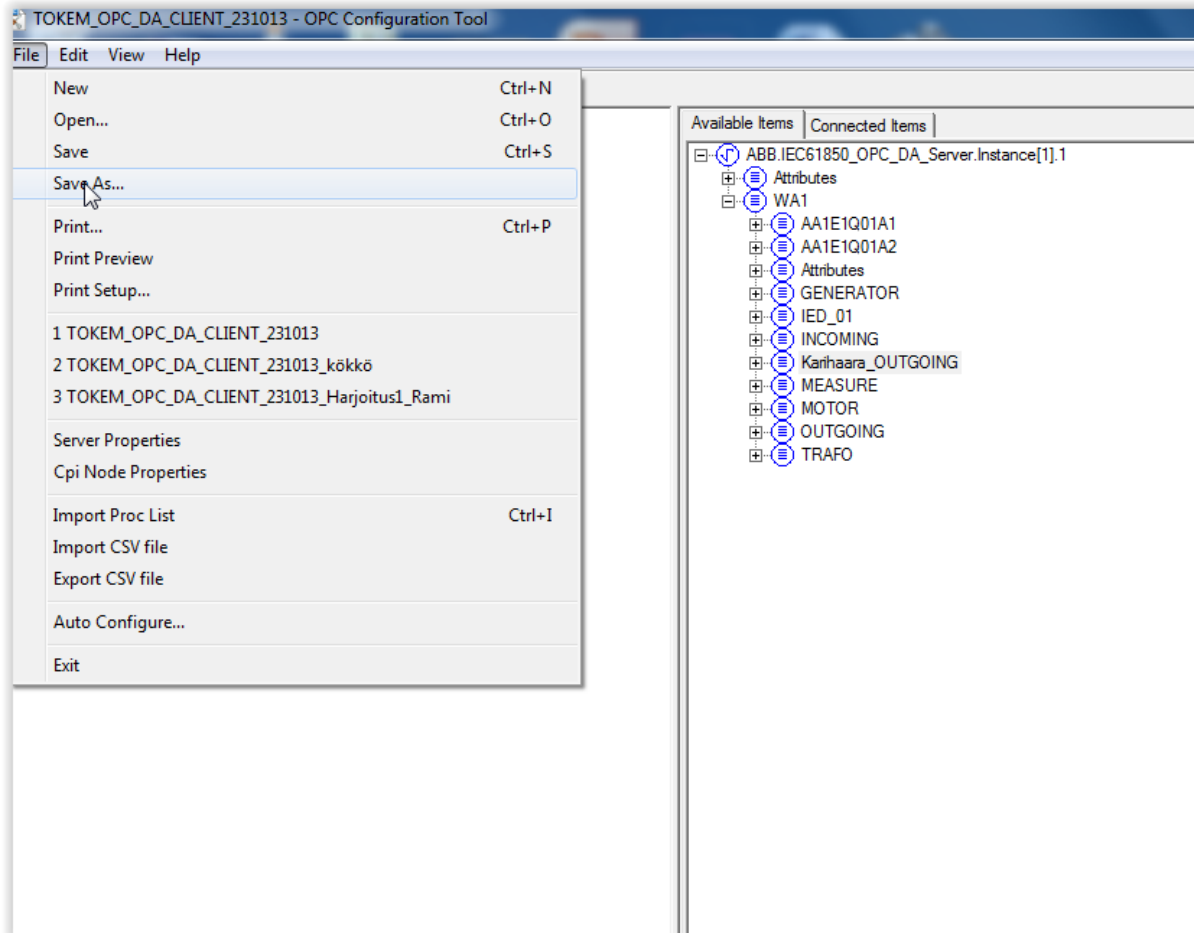 TOKEM_OPC_DA_CLIENT_231013 - OPC Configuration Tool
File Edit View Help
New Ctrl+N
Open... Ctrl+O
Save Ctrl+S
Save As...
Print... Ctrl+P
Print Preview
Print Setup...
1 TOKEM_OPC_DA_CLIENT_231013
2 TOKEM_OPC_DA_CLIENT_231013_kökkö
3 TOKEM_OPC_DA_CLIENT_231013_Harjoitus1_Rami
Server Properties
Cpi Node Properties
Import Proc List Ctrl+I
Import CSV file
Export CSV file
Auto Configure...
Exit
Available Items Connected Items
ABB.IEC61850_OPC_DA_Server.Instance[1].1
Attributes
WA1
AA1E1Q01A1
AA1E1Q01A2
Attributes
GENERATOR
IED_01
INCOMING
Karihaara_OUTGOING
MEASURE
MOTOR
OUTGOING
TRAFO